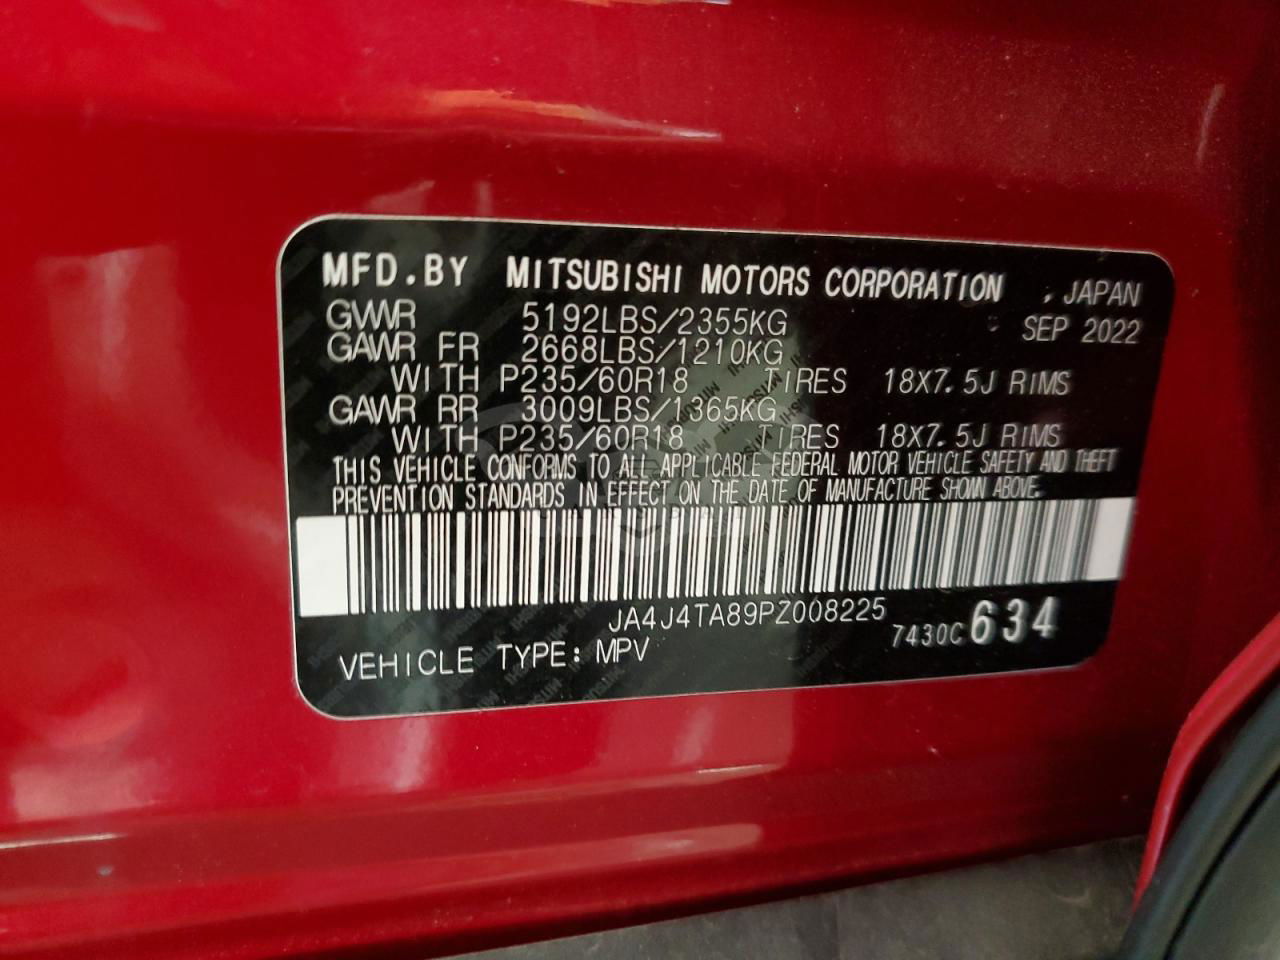 MFD.BY MITSUBISHI MOTORS CORPORATION , JAPAN
GVWR 5192LBS/2355KG SEP 2022
GAWR FR 2668LBS/1210KG
WITH P235/60R18 TIRES 18X7.5J RIMS
GAWR RR 3009LBS/1365KG
WITH P235/60R18 TIRES 18X7.5J RIMS
THIS VEHICLE CONFORMS TO ALL APPLICABLE FEDERAL MOTOR VEHICLE SAFETY AND THEFT
PREVENTION STANDARDS IN EFFECT ON THE DATE OF MANUFACTURE SHOWN ABOVE.
JA4J4TA89PZ008225
7430C 634
VEHICLE TYPE: MPV